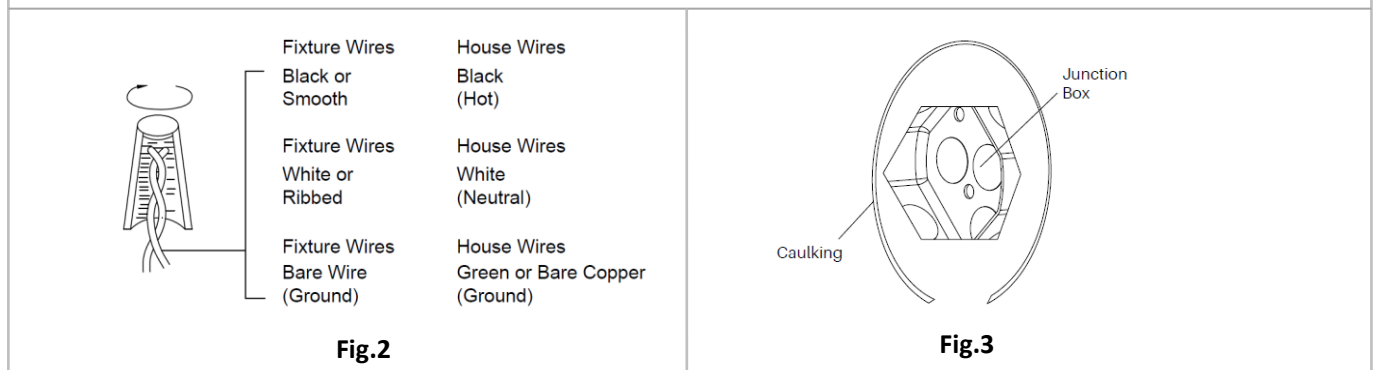 Fixture Wires House Wires
Black or Black
Smooth (Hot)
Fixture Wires House Wires
White or White
Ribbed (Neutral)
Fixture Wires House Wires
Bare Wire Green or Bare Copper
(Ground) (Ground)
Fig.2
Junction
Box
Caulking
Fig.3